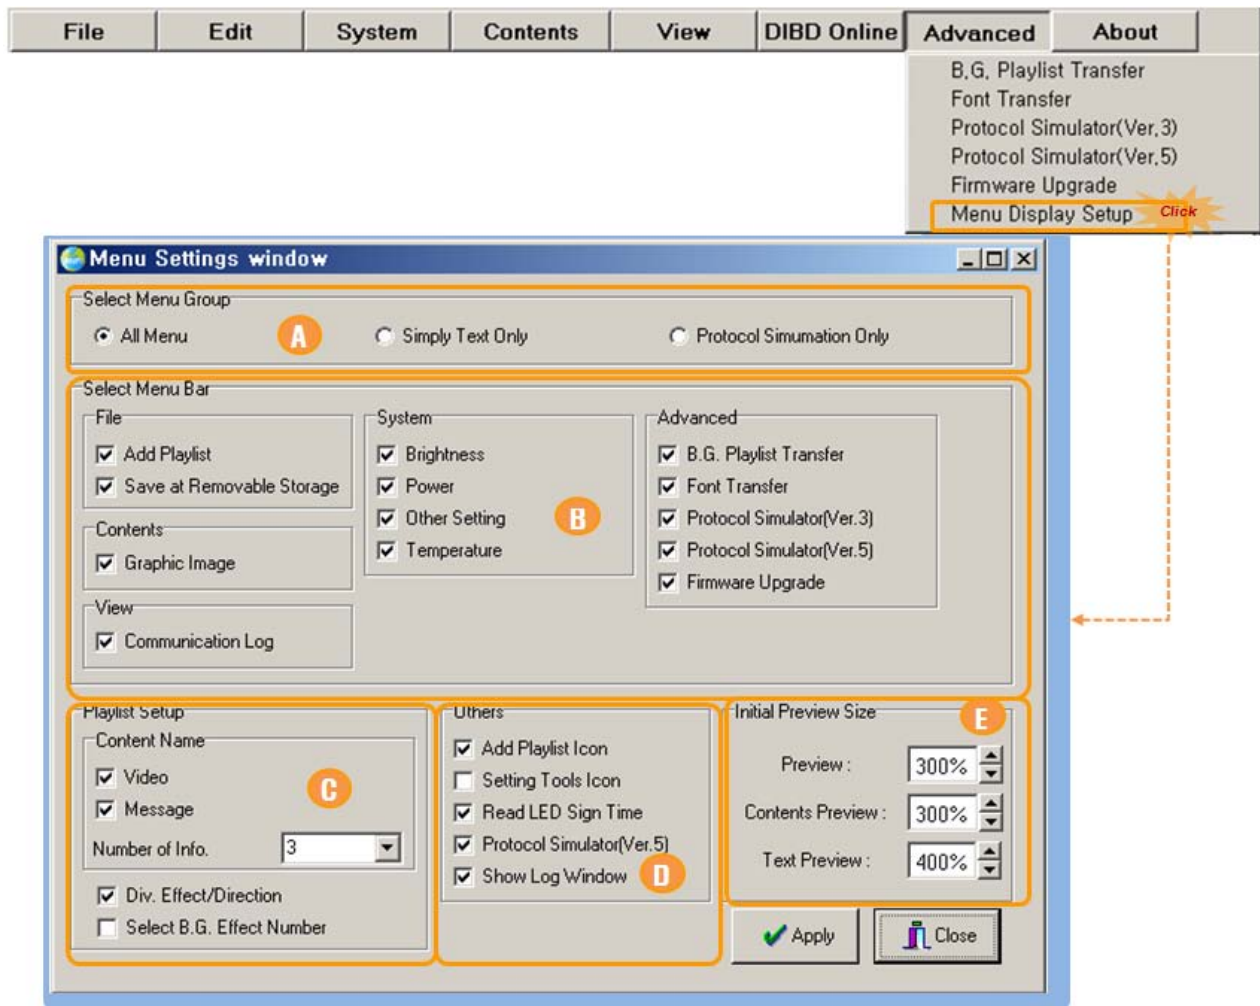 File Edit System Contents View DIBD Online Advanced About
B,G, Playlist Transfer
Font Transfer
Protocol Simulator(Ver,3)
Protocol Simulator(Ver,5)
Firmware Upgrade
Menu Display Setup Click
Menu Settings window
Select Menu Group
All Menu A Simply Text Only Protocol Simumation Only
Select Menu Bar
File
Add Playlist
Save at Removable Storage
Contents
Graphic Image
View
Communication Log
System
Brightness
Power
Other Setting
Temperature
B
Advanced
B.G. Playlist Transfer
Font Transfer
Protocol Simulator(Ver.3)
Protocol Simulator(Ver.5)
Firmware Upgrade
Playlist Setup
Content Name
Video
Message
C
Number of Info. 3
Div. Effect/Direction
Select B.G. Effect Number
Others
Add Playlist Icon
Setting Tools Icon
Read LED Sign Time
Protocol Simulator(Ver.5)
Show Log Window D
Initial Preview Size E
Preview : 300%
Contents Preview : 300%
Text Preview : 400%
Apply Close